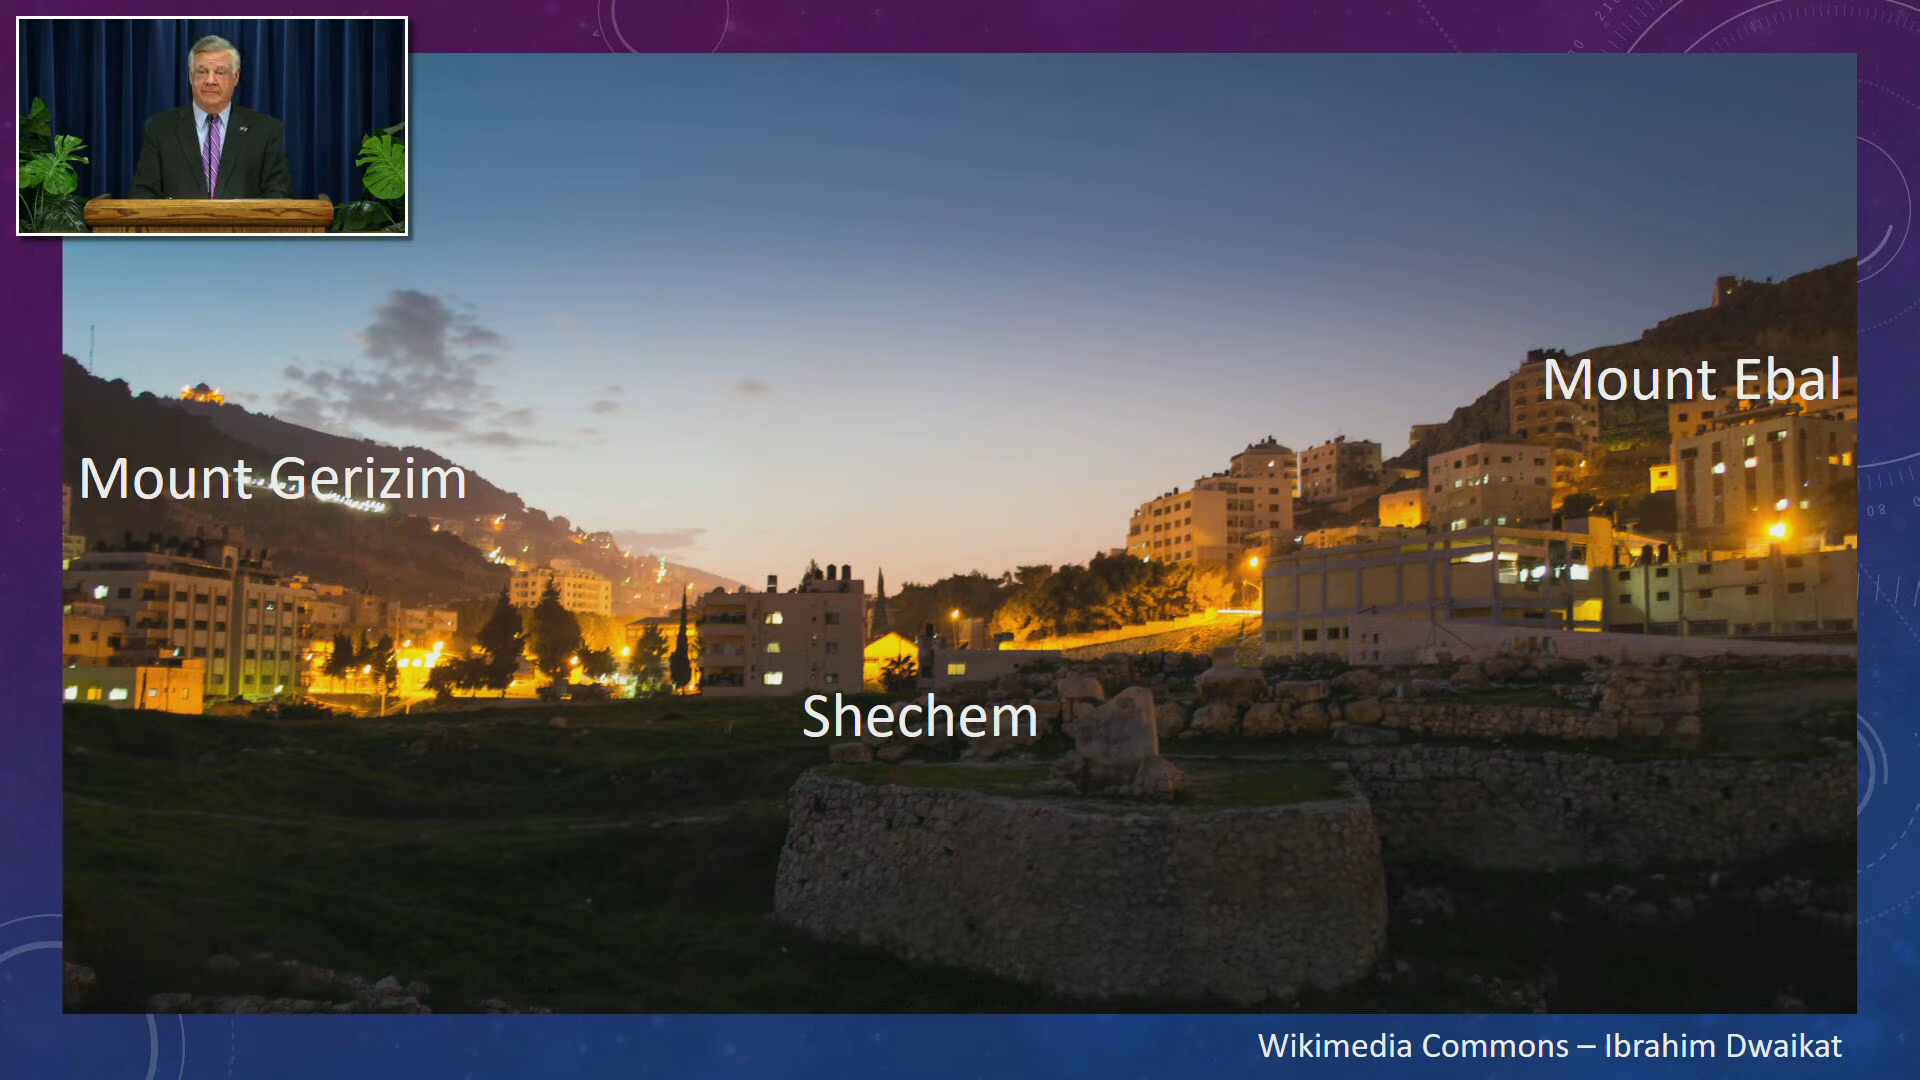 Mount Ebal
Mount Gerizim
Shechem
Wikimedia Commons – Ibrahim Dwaikat